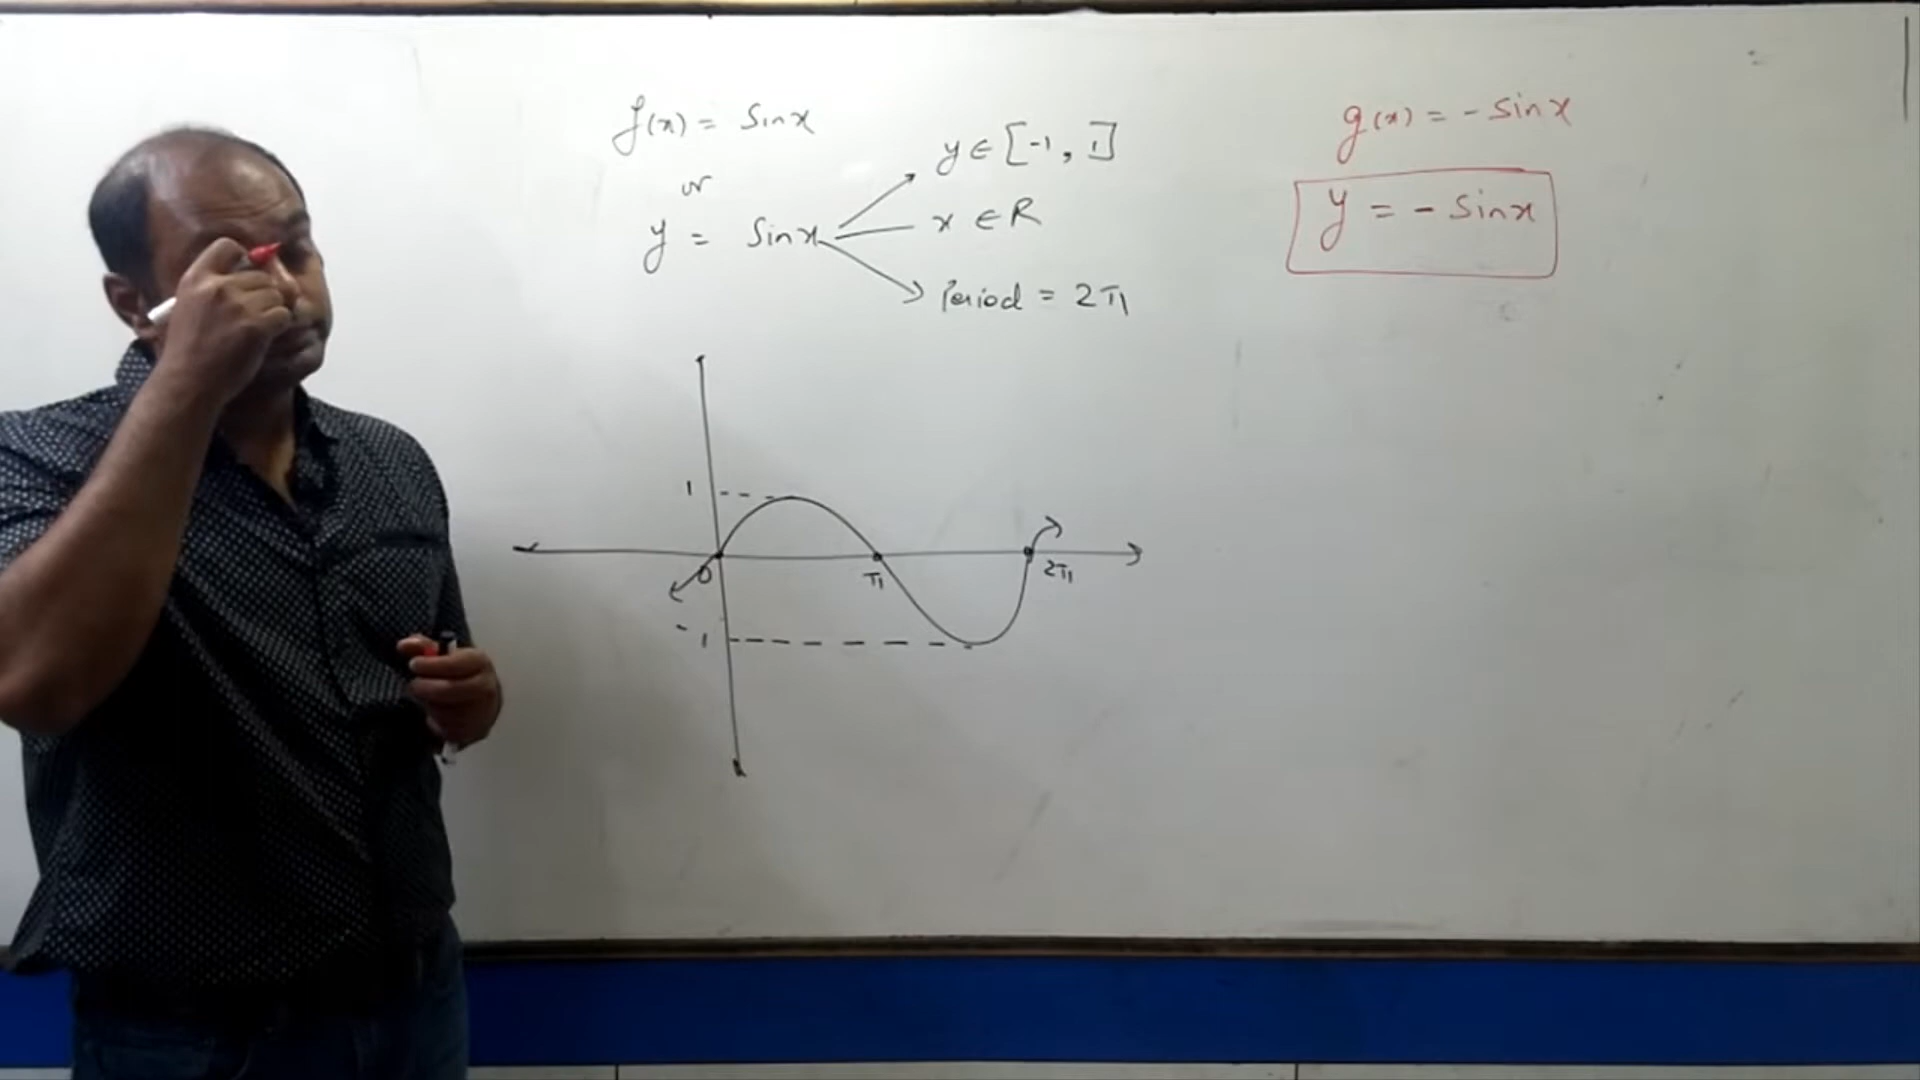 f(x) = Sinx
or
y = Sinx
y ∈ [-1, 1]
x ∈ R
Period = 2π
g(x) = - Sinx
y = - Sinx
1
0
π
2π
-1